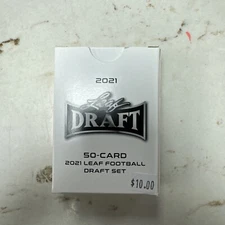 2021
Leaf
DRAFT
50-CARD
2021 LEAF FOOTBALL
DRAFT SET
$10.00